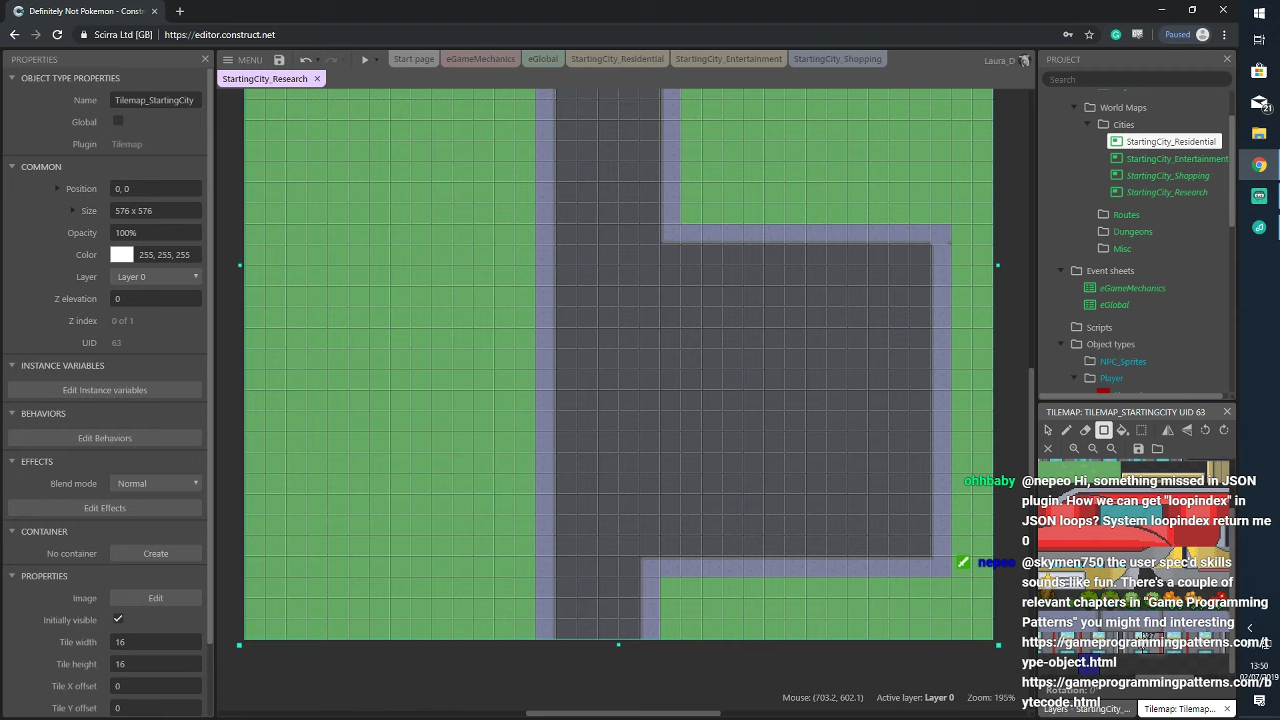 Definitely Not Pokemon - Constr
Scirra Ltd [GB] | https://editor.construct.net
Paused
PROPERTIES
MENU
Start page
eGameMechanics
eGlobal
StartingCity_Residential
StartingCity_Entertainment
StartingCity_Shopping
Laura_D
PROJECT
StartingCity_Research
Search
OBJECT TYPE PROPERTIES
Name
Tilemap_StartingCity
Global
Plugin
Tilemap
COMMON
Position
0, 0
Size
576 x 576
Opacity
100%
Color
255, 255, 255
Layer
Layer 0
Z elevation
0
Z index
0 of 1
UID
63
INSTANCE VARIABLES
Edit Instance variables
BEHAVIORS
Edit Behaviors
EFFECTS
Blend mode
Normal
Edit Effects
CONTAINER
No container
Create
PROPERTIES
Image
Edit
Initially visible
Tile width
16
Tile height
16
Tile X offset
0
Tile Y offset
0
World Maps
Cities
StartingCity_Residential
StartingCity_Entertainment
StartingCity_Shopping
StartingCity_Research
Routes
Dungeons
Misc
Event sheets
eGameMechanics
eGlobal
Scripts
Object types
NPC_Sprites
Player
TILEMAP: TILEMAP_STARTINGCITY UID 63
ohhbaby
@nepeo Hi, something missed in JSON
plugin. How we can get "loopindex" in
JSON loops? System loopindex return me
0
nepeo
@skymen750 the user spec'd skills
sounds like fun. There's a couple of
relevant chapters in "Game Programming
Patterns" you might find interesting
https://gameprogrammingpatterns.com/t
ype-object.html
https://gameprogrammingpatterns.com/b
ytecode.html
Mouse: (703.2, 602.1)
Active layer: Layer 0
Zoom: 195%
Layers - StartingCity_...
Tilemap: Tilemap...
13:50
02/07/2019